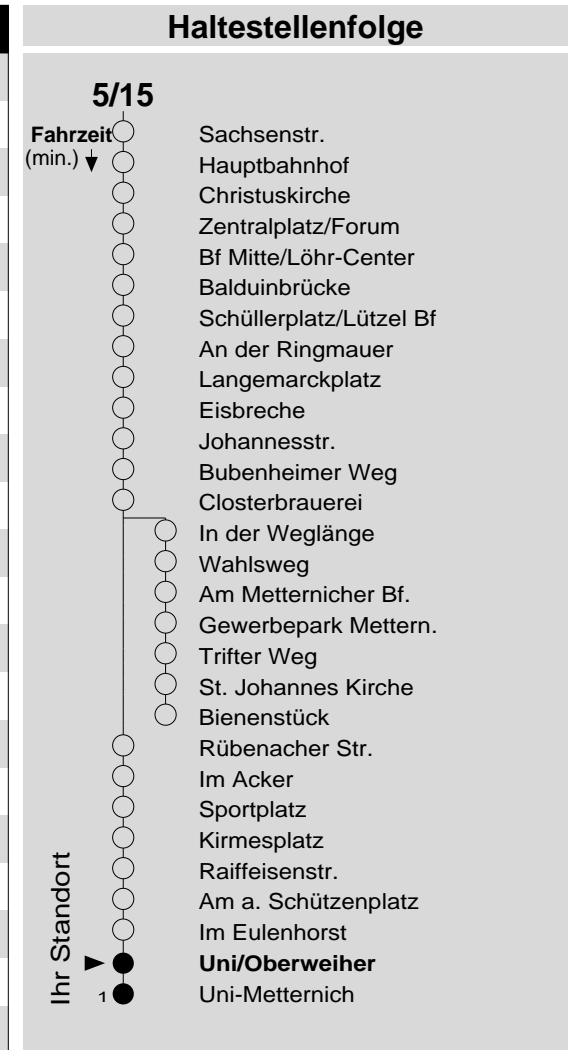 Haltestellenfolge
5/15
Fahrzeit
(min.)
Sachsenstr.
Hauptbahnhof
Christuskirche
Zentralplatz/Forum
Bf Mitte/Löhr-Center
Balduinbrücke
Schüllerplatz/Lützel Bf
An der Ringmauer
Langemarckplatz
Eisbreche
Johannesstr.
Bubenheimer Weg
Closterbrauerei
In der Weglänge
Wahlsweg
Am Metternicher Bf.
Gewerbepark Mettern.
Trifter Weg
St. Johannes Kirche
Bienenstück
Rübenacher Str.
Im Acker
Sportplatz
Kirmesplatz
Raiffeisenstr.
Am a. Schützenplatz
Im Eulenhorst
Ihr Standort
Uni/Oberweiher
1 Uni-Metternich